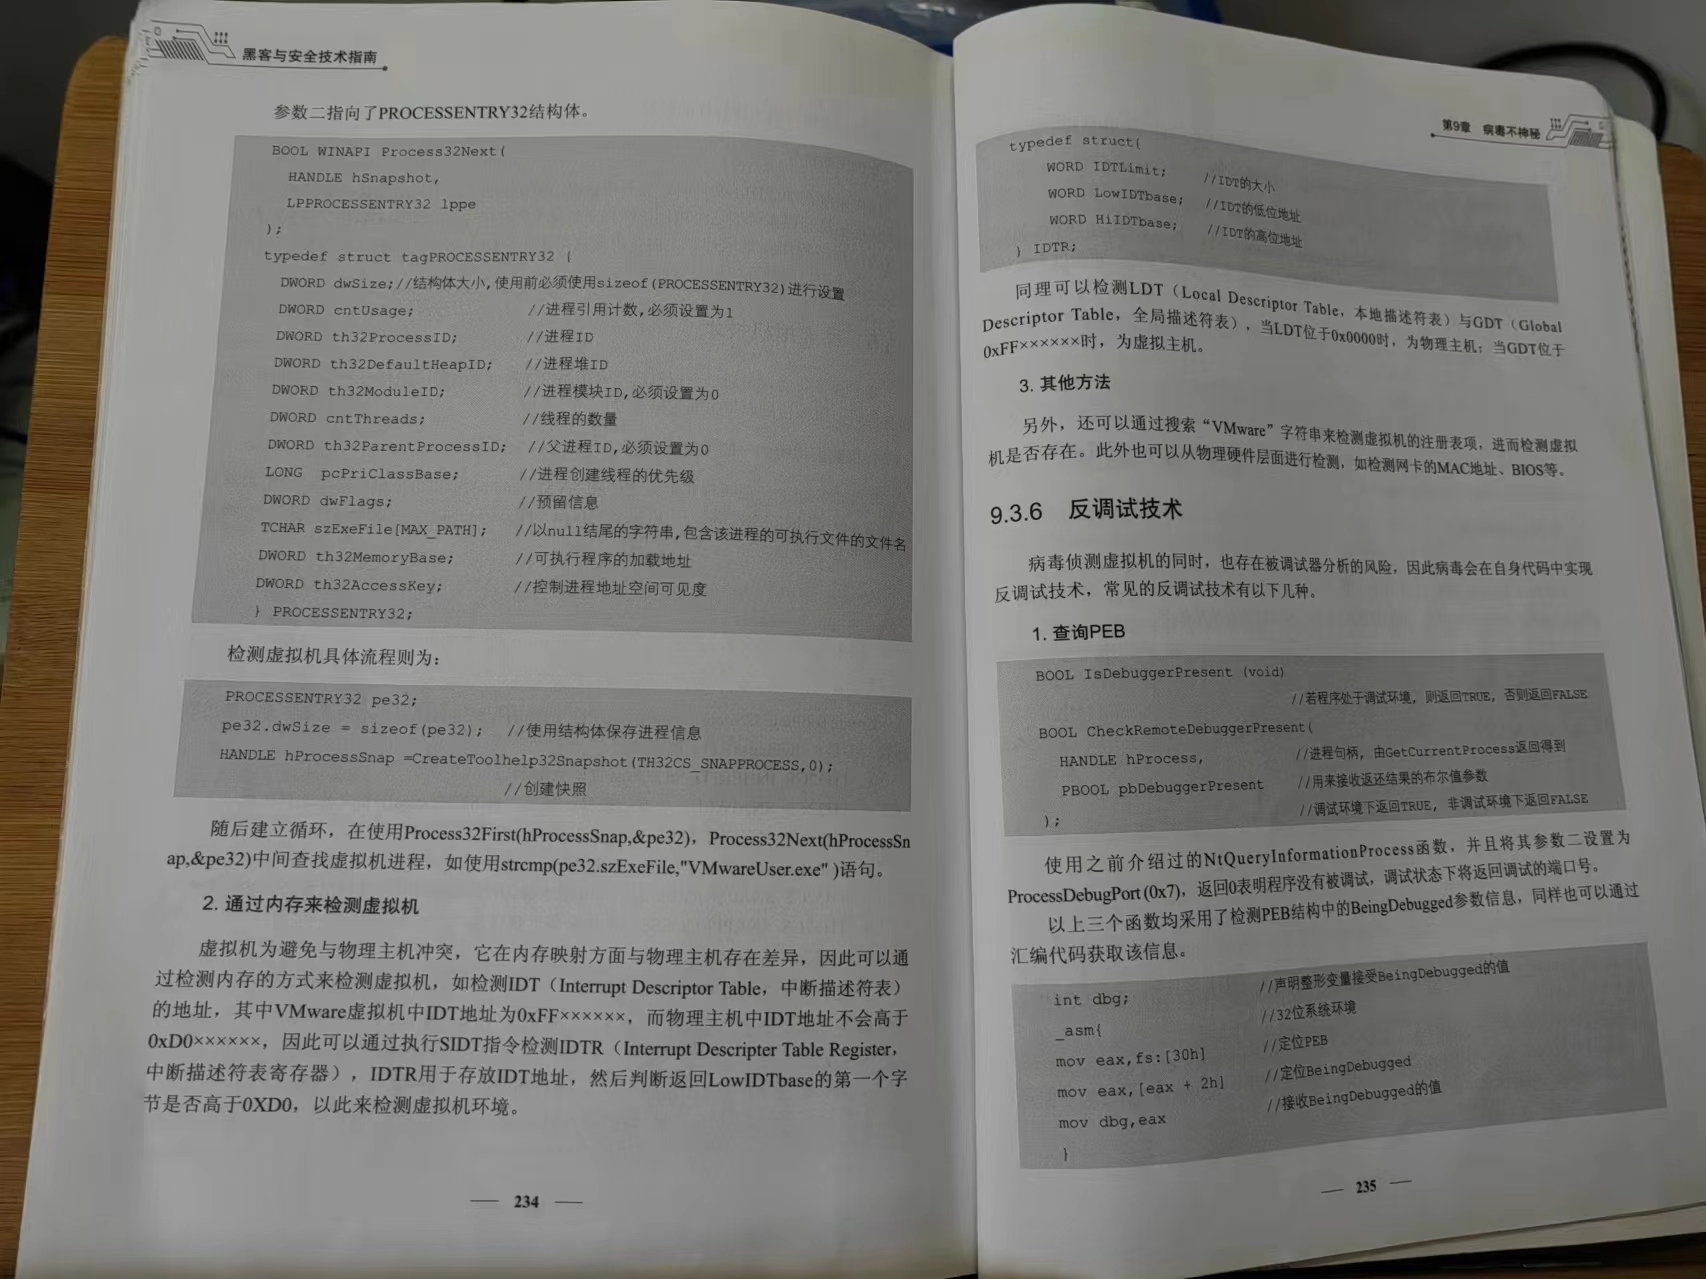 黑客与安全技术指南
参数二指向了PROCESSENTRY32结构体。
BOOL WINAPI Process32Next(
HANDLE hSnapshot,
LPPROCESSENTRY32 lppe
);
typedef struct tagPROCESSENTRY32 {
DWORD dwSize;//结构体大小,使用前必须使用sizeof(PROCESSENTRY32)进行设置
DWORD cntUsage; //进程引用计数,必须设置为1
DWORD th32ProcessID; //进程ID
DWORD th32DefaultHeapID; //进程堆ID
DWORD th32ModuleID; //进程模块ID,必须设置为0
DWORD cntThreads; //线程的数量
DWORD th32ParentProcessID; //父进程ID,必须设置为0
LONG pcPriClassBase; //进程创建线程的优先级
DWORD dwFlags; //预留信息
TCHAR szExeFile[MAX_PATH]; //以null结尾的字符串,包含该进程的可执行文件的文件名
DWORD th32MemoryBase; //可执行程序的加载地址
DWORD th32AccessKey; //控制进程地址空间可见度
} PROCESSENTRY32;
检测虚拟机具体流程则为：
PROCESSENTRY32 pe32;
pe32.dwSize = sizeof(pe32); //使用结构体保存进程信息
HANDLE hProcessSnap =CreateToolhelp32Snapshot(TH32CS_SNAPPROCESS,0);
//创建快照
随后建立循环，在使用Process32First(hProcessSnap,&pe32)，Process32Next(hProcessSn
ap,&pe32)中间查找虚拟机进程，如使用strcmp(pe32.szExeFile,"VMwareUser.exe" )语句。
2. 通过内存来检测虚拟机
虚拟机为避免与物理主机冲突，它在内存映射方面与物理主机存在差异，因此可以通
过检测内存的方式来检测虚拟机，如检测IDT（Interrupt Descriptor Table，中断描述符表）
的地址，其中VMware虚拟机中IDT地址为0xFF××××××，而物理主机中IDT地址不会高于
0xD0××××××，因此可以通过执行SIDT指令检测IDTR（Interrupt Descripter Table Register，
中断描述符表寄存器），IDTR用于存放IDT地址，然后判断返回LowIDTbase的第一个字
节是否高于0XD0，以此来检测虚拟机环境。
234
第9章 病毒不神秘
typedef struct{
WORD IDTLimit; //IDT的大小
WORD LowIDTbase; //IDT的低位地址
WORD HiIDTbase; //IDT的高位地址
} IDTR;
同理可以检测LDT（Local Descriptor Table，本地描述符表）与GDT（Global
Descriptor Table，全局描述符表），当LDT位于0x0000时，为物理主机；当GDT位于
0xFF××××××时，为虚拟主机。
3. 其他方法
另外，还可以通过搜索“VMware”字符串来检测虚拟机的注册表项，进而检测虚拟
机是否存在。此外也可以从物理硬件层面进行检测，如检测网卡的MAC地址、BIOS等。
9.3.6 反调试技术
病毒侦测虚拟机的同时，也存在被调试器分析的风险，因此病毒会在自身代码中实现
反调试技术，常见的反调试技术有以下几种。
1. 查询PEB
BOOL IsDebuggerPresent (void)
//若程序处于调试环境，则返回TRUE，否则返回FALSE
BOOL CheckRemoteDebuggerPresent(
HANDLE hProcess, //进程句柄，由GetCurrentProcess返回得到
PBOOL pbDebuggerPresent //用来接收返还结果的布尔值参数
//调试环境下返回TRUE，非调试环境下返回FALSE
);
使用之前介绍过的NtQueryInformationProcess函数，并且将其参数二设置为
ProcessDebugPort (0x7)，返回0表明程序没有被调试，调试状态下将返回调试的端口号。
以上三个函数均采用了检测PEB结构中的BeingDebugged参数信息，同样也可以通过
汇编代码获取该信息。
int dbg; //声明整形变量接受BeingDebugged的值
_asm{ //32位系统环境
mov eax,fs:[30h] //定位PEB
mov eax,[eax + 2h] //定位BeingDebugged
mov dbg,eax //接收BeingDebugged的值
}
235